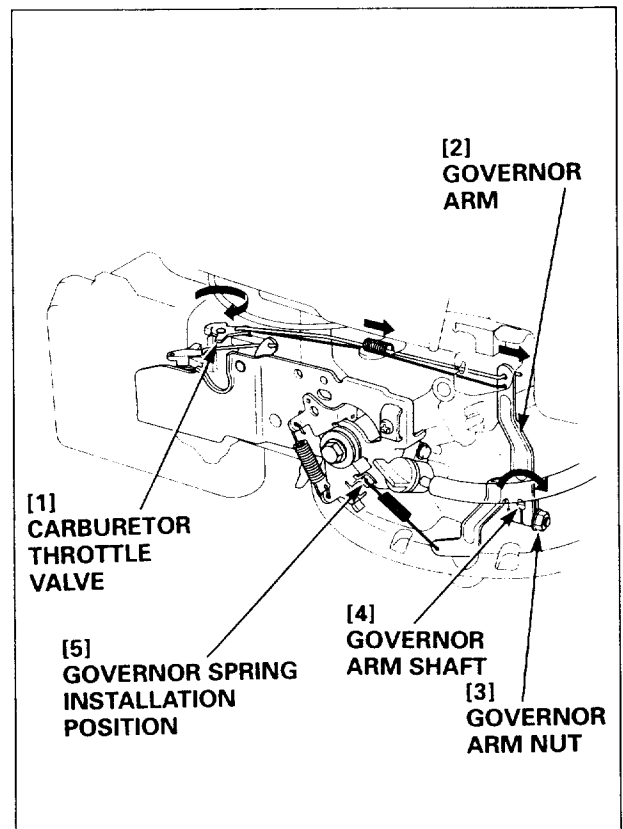 [2]
GOVERNOR
ARM
[1]
CARBURETOR
THROTTLE
VALVE
[5]
GOVERNOR SPRING
INSTALLATION
POSITION
[4]
GOVERNOR
ARM SHAFT
[3]
GOVERNOR
ARM NUT